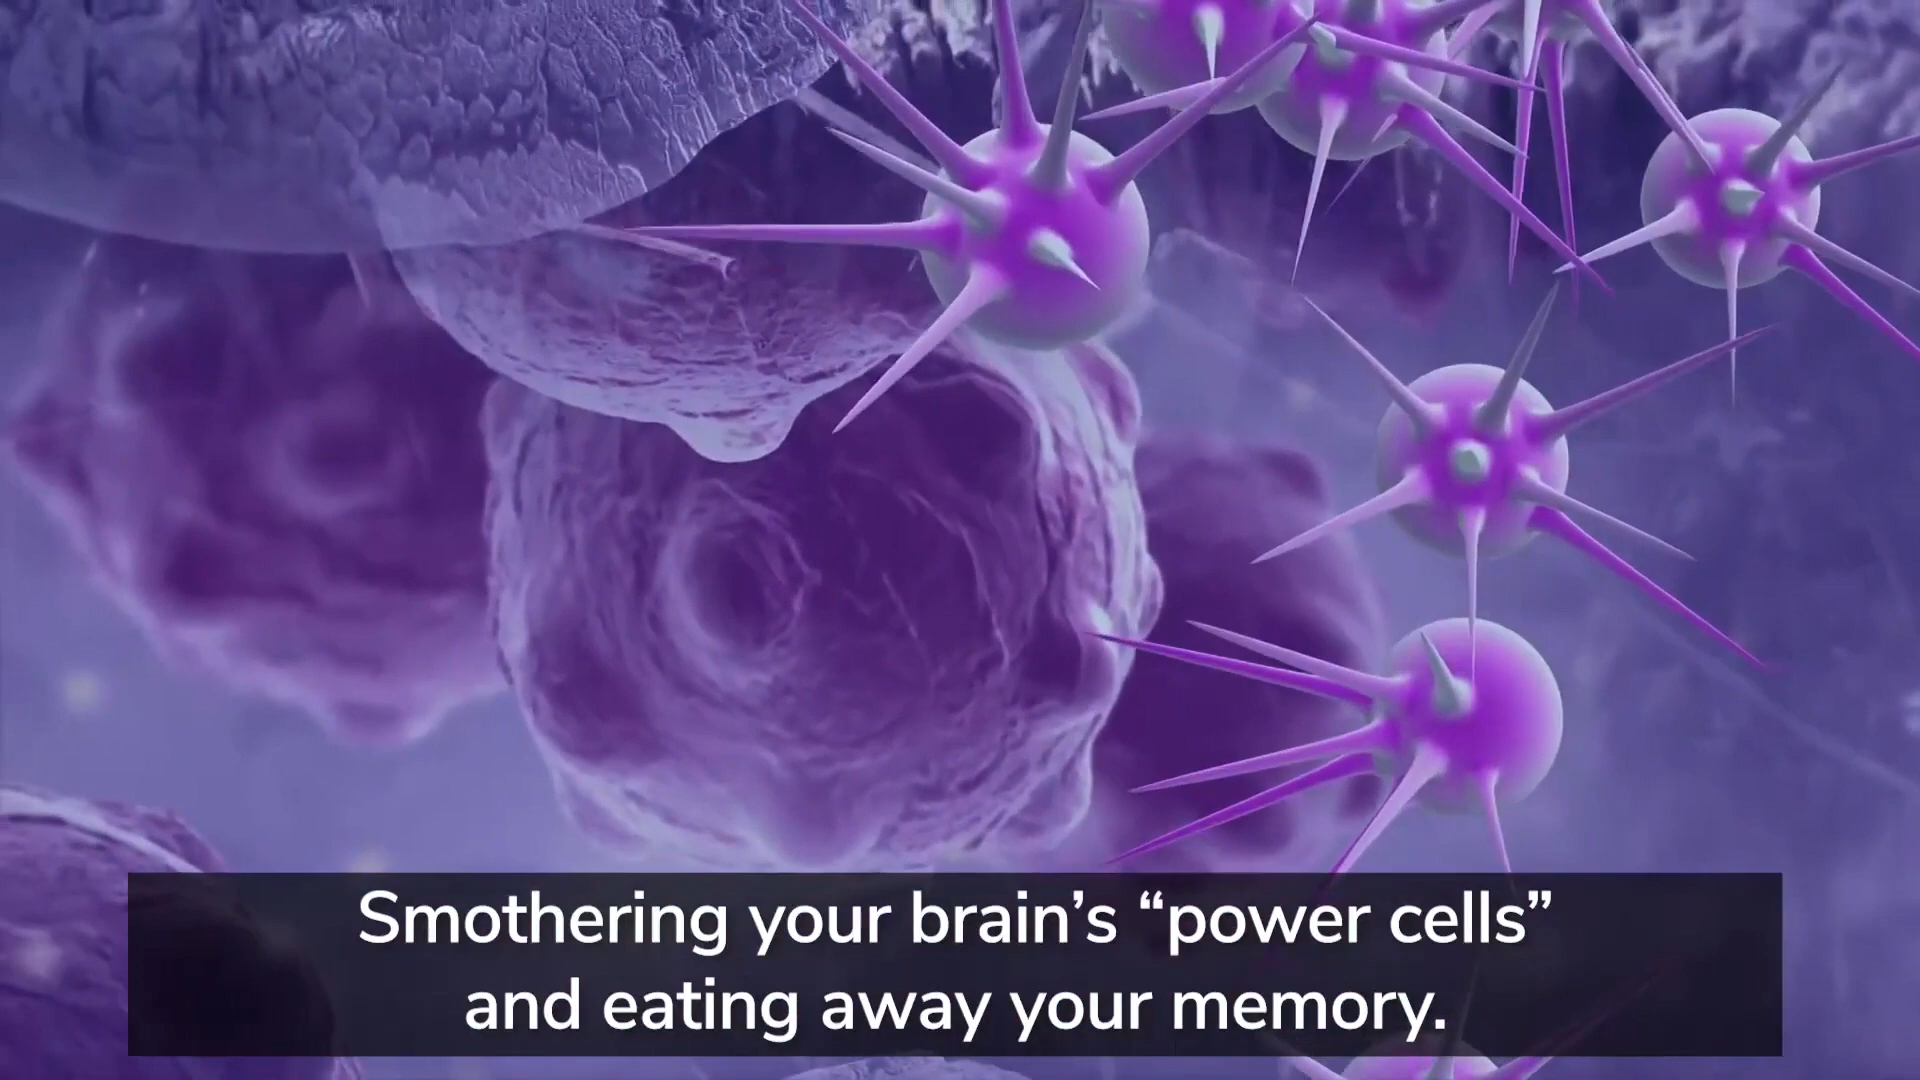 Smothering your brain’s “power cells”
and eating away your memory.